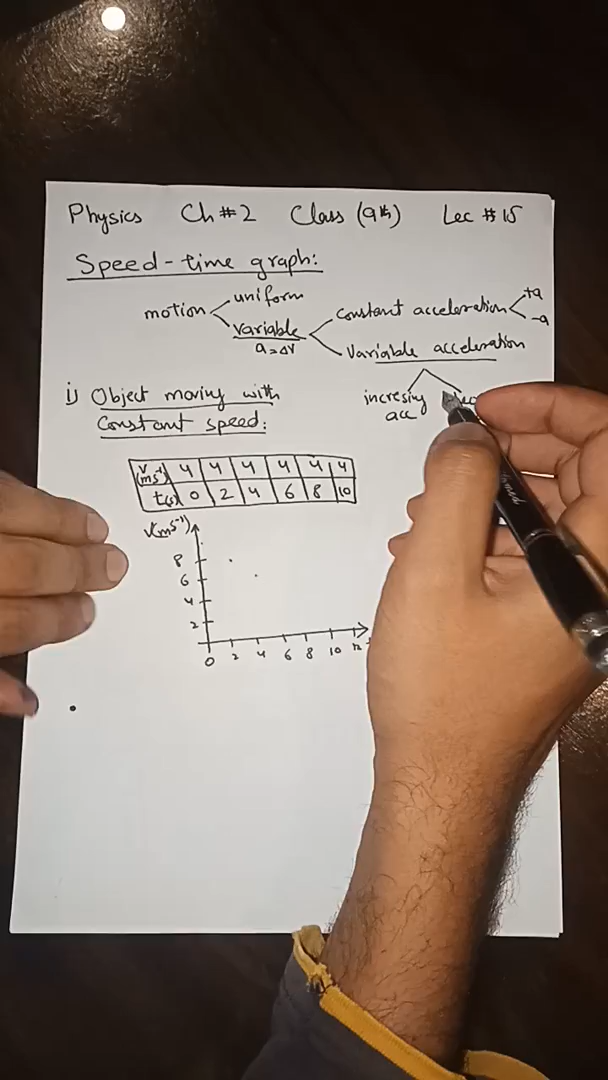 Physics Ch #2 Class (9th) Lec #15
Speed-time graph:
motion uniform
variable
a=ΔV
Constant acceleration +a
-a
Variable acceleration
incresing
acc
i) Object moving with
Constant speed:
V(ms⁻¹) 4 4 4 4 4 4
t(s) 0 2 4 6 8 10
V(ms⁻¹)
8
6
4
2
0 2 4 6 8 10 12